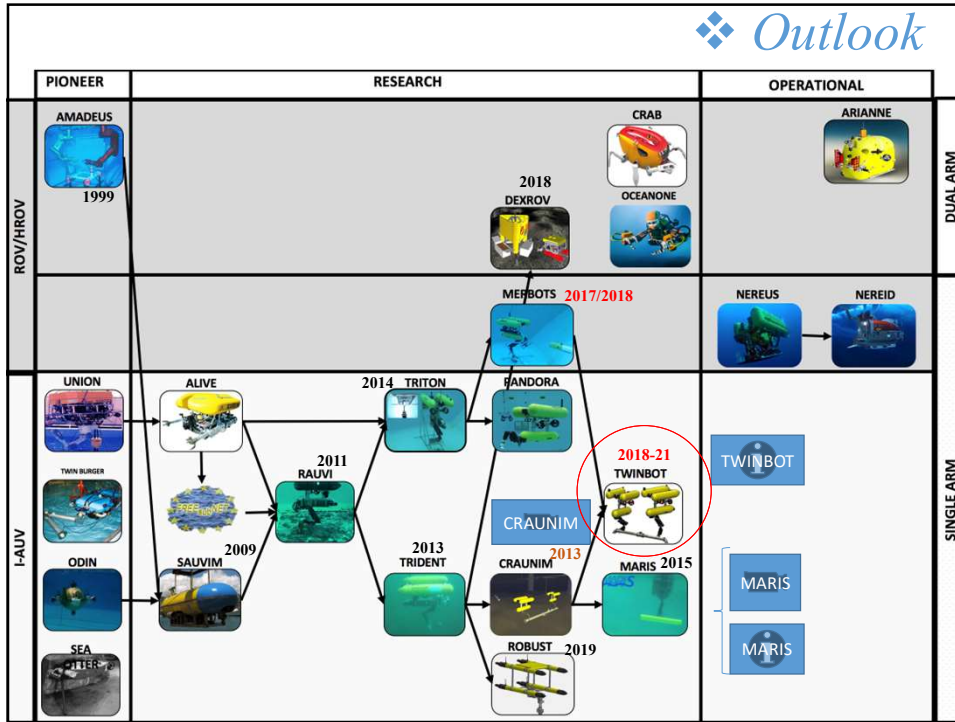 ❖ Outlook
PIONEER
RESEARCH
OPERATIONAL
ROV/HROV
I-AUV
DUAL ARM
SINGLE ARM
AMADEUS
1999
CRAB
ARIANNE
2018
DEXROV
OCEANONE
MERBOTS
2017/2018
NEREUS
NEREID
UNION
ALIVE
2014
TRITON
PANDORA
2018-21
TWINBOT
TWINBOT
TWIN BURGER
2011
RAUVI
CRAUNIM
ODIN
SAUVIM
2009
2013
TRIDENT
2013
CRAUNIM
MARIS
2015
MARIS
SEA
OTTER
ROBUST
2019
MARIS